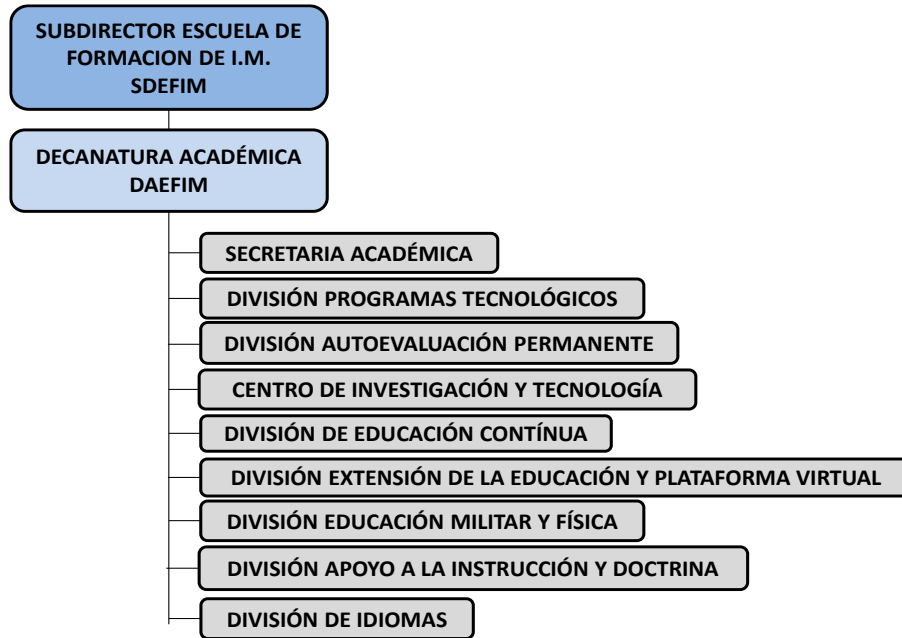 SUBDIRECTOR ESCUELA DE
FORMACION DE I.M.
SDEFIM
DECANATURA ACADÉMICA
DAEFIM
SECRETARIA ACADÉMICA
DIVISIÓN PROGRAMAS TECNOLÓGICOS
DIVISIÓN AUTOEVALUACIÓN PERMANENTE
CENTRO DE INVESTIGACIÓN Y TECNOLOGÍA
DIVISIÓN DE EDUCACIÓN CONTÍNUA
DIVISIÓN EXTENSIÓN DE LA EDUCACIÓN Y PLATAFORMA VIRTUAL
DIVISIÓN EDUCACIÓN MILITAR Y FÍSICA
DIVISIÓN APOYO A LA INSTRUCCIÓN Y DOCTRINA
DIVISIÓN DE IDIOMAS